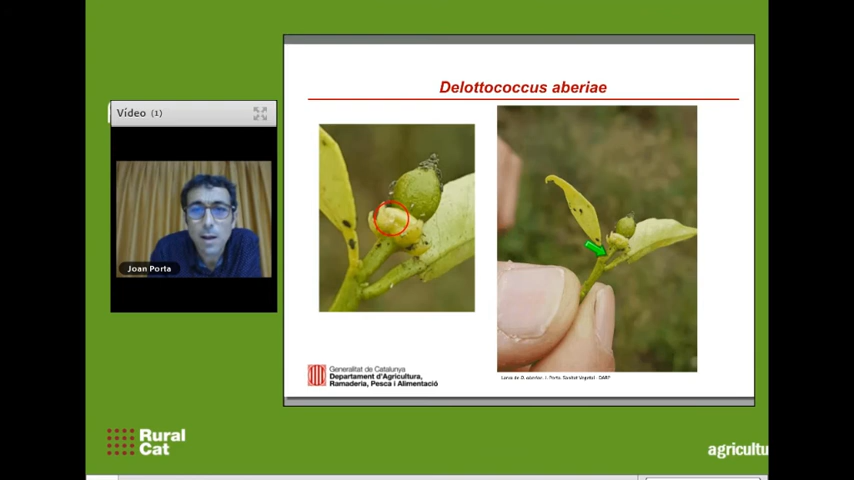 Delottococcus aberiae
Vídeo (1)
Joan Porta
Generalitat de Catalunya
Departament d'Agricultura,
Ramaderia, Pesca i Alimentació
Larva de D. aberiae. J. Porta. Sanitat Vegetal - DARP
Rural
Cat
agricultu